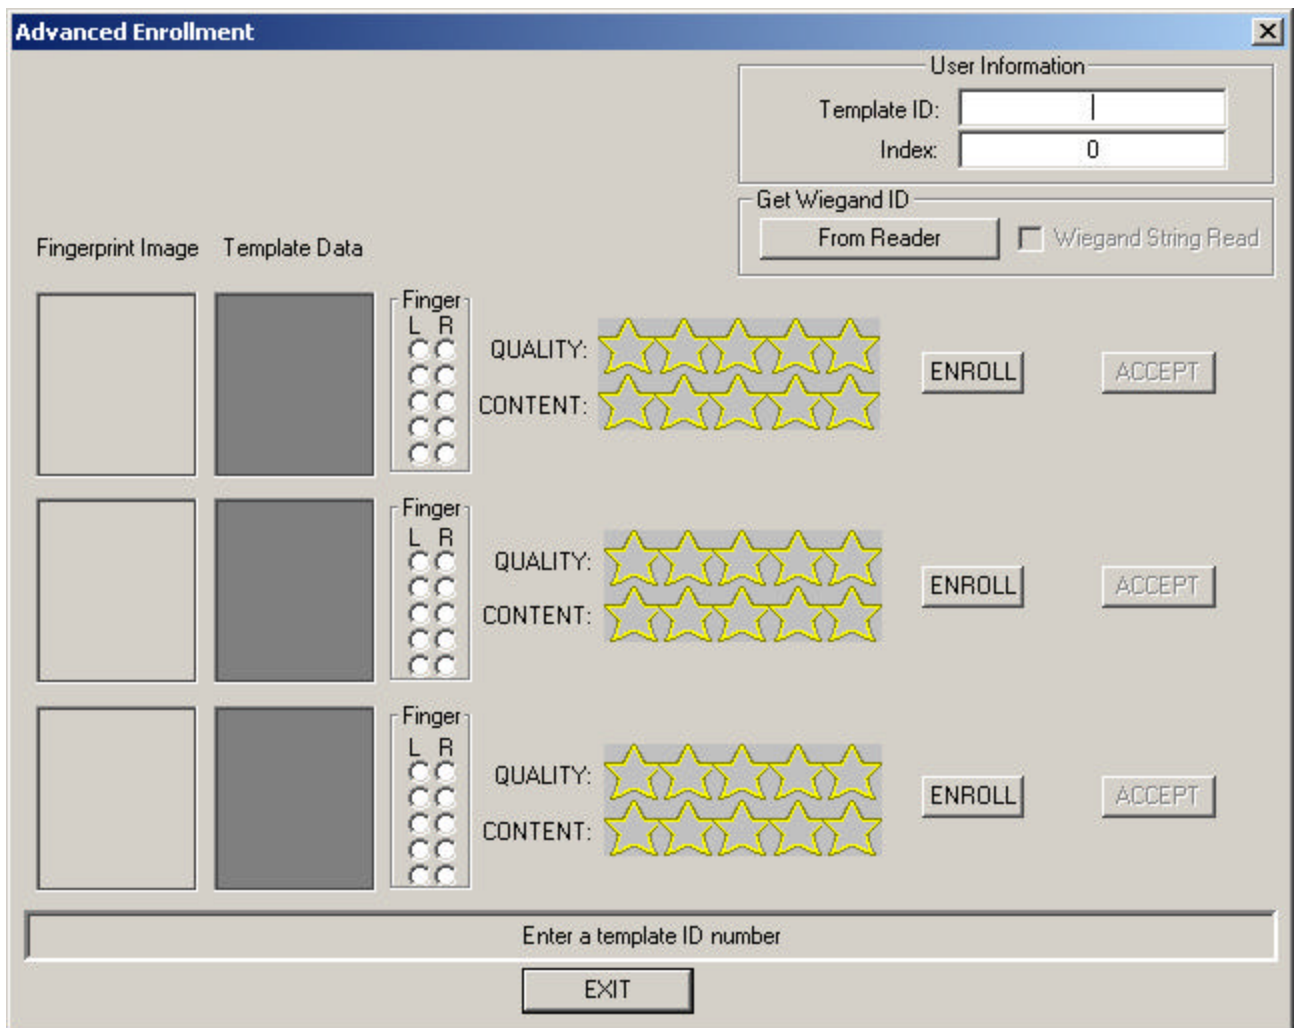 Advanced Enrollment
User Information
Template ID:
Index: 0
Get Wiegand ID
From Reader Wiegand String Read
Fingerprint Image Template Data
Finger
L R
QUALITY:
CONTENT:
ENROLL ACCEPT
Finger
L R
QUALITY:
CONTENT:
ENROLL ACCEPT
Finger
L R
QUALITY:
CONTENT:
ENROLL ACCEPT
Enter a template ID number
EXIT